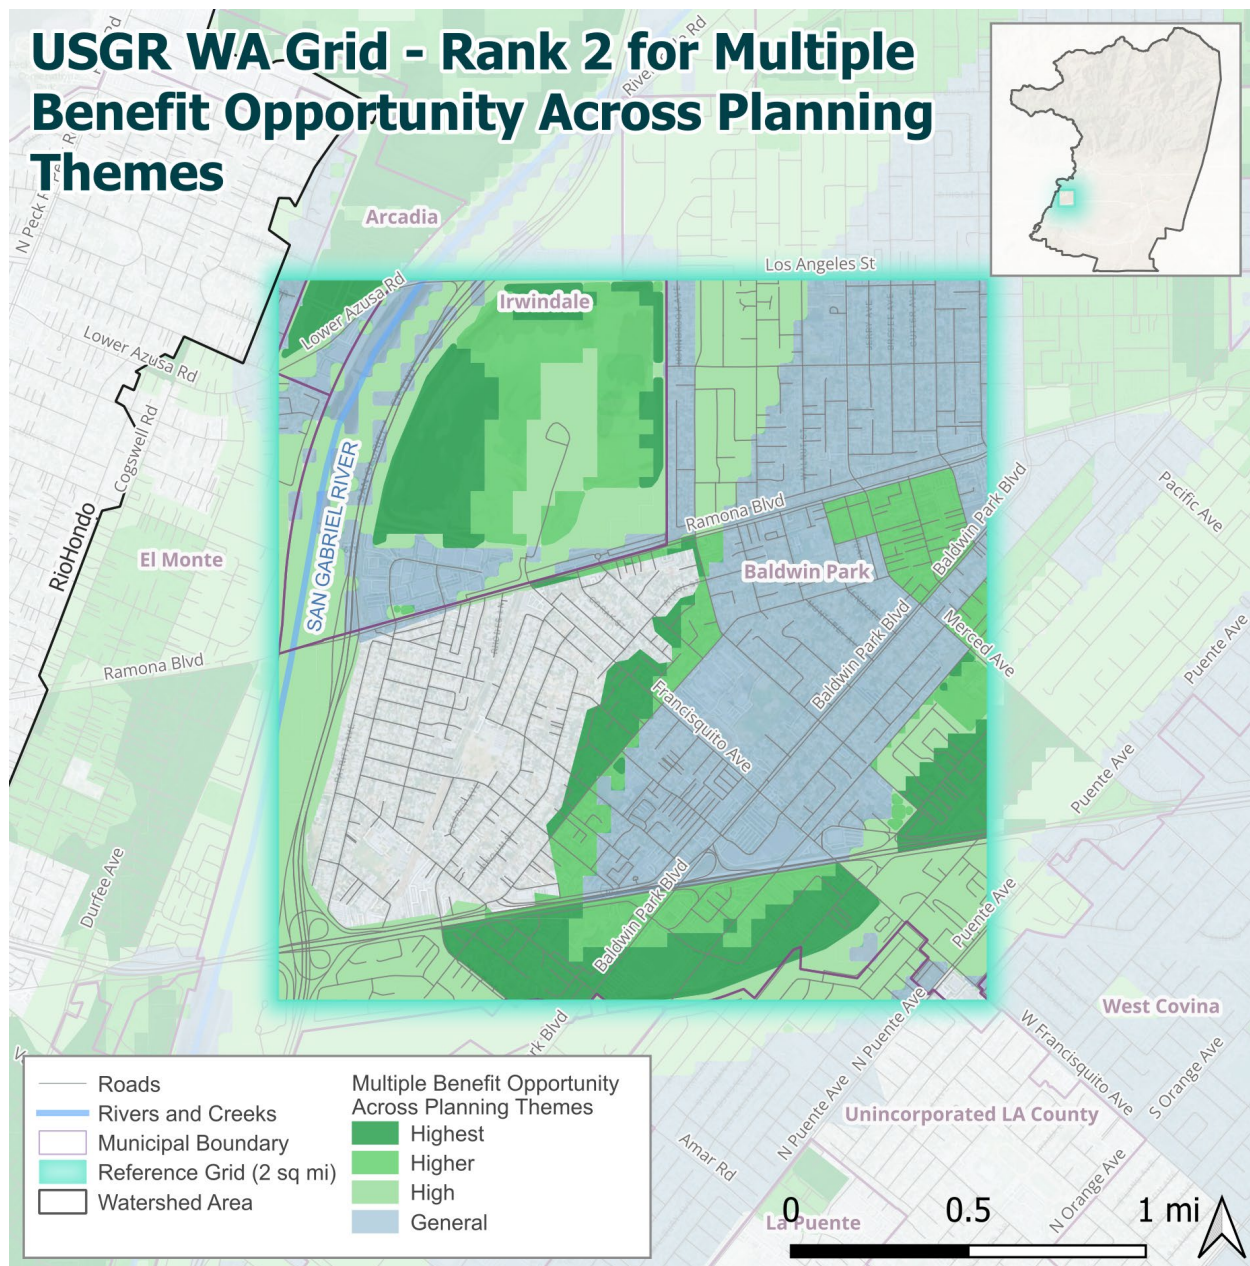 USGR WA Grid - Rank 2 for Multiple
Benefit Opportunity Across Planning
Themes
N Peck R
Rd
Arcadia
Los Angeles St
Irwindale
Lower Azusa Rd
Lower Azusa Rd
Cogswell Rd
SAN GABRIEL RIVER
RioHondo
El Monte
Ramona Blvd
Baldwin Park Blvd
Pacific Ave
Baldwin Park
Ramona Blvd
Merced Ave
Puente Ave
Baldwin Park Blvd
Francisquito Ave
Puente Ave
Durfee Ave
Baldwin Park Blvd
Puente Ave
West Covina
N Puente Ave
W Francisquito Ave
S Orange Ave
rk Blvd
Unincorporated LA County
N Puente Ave
Amar Rd
N Orange Ave
La Puente
Roads
Rivers and Creeks
Municipal Boundary
Reference Grid (2 sq mi)
Watershed Area
Multiple Benefit Opportunity
Across Planning Themes
Highest
Higher
High
General
0 0.5 1 mi